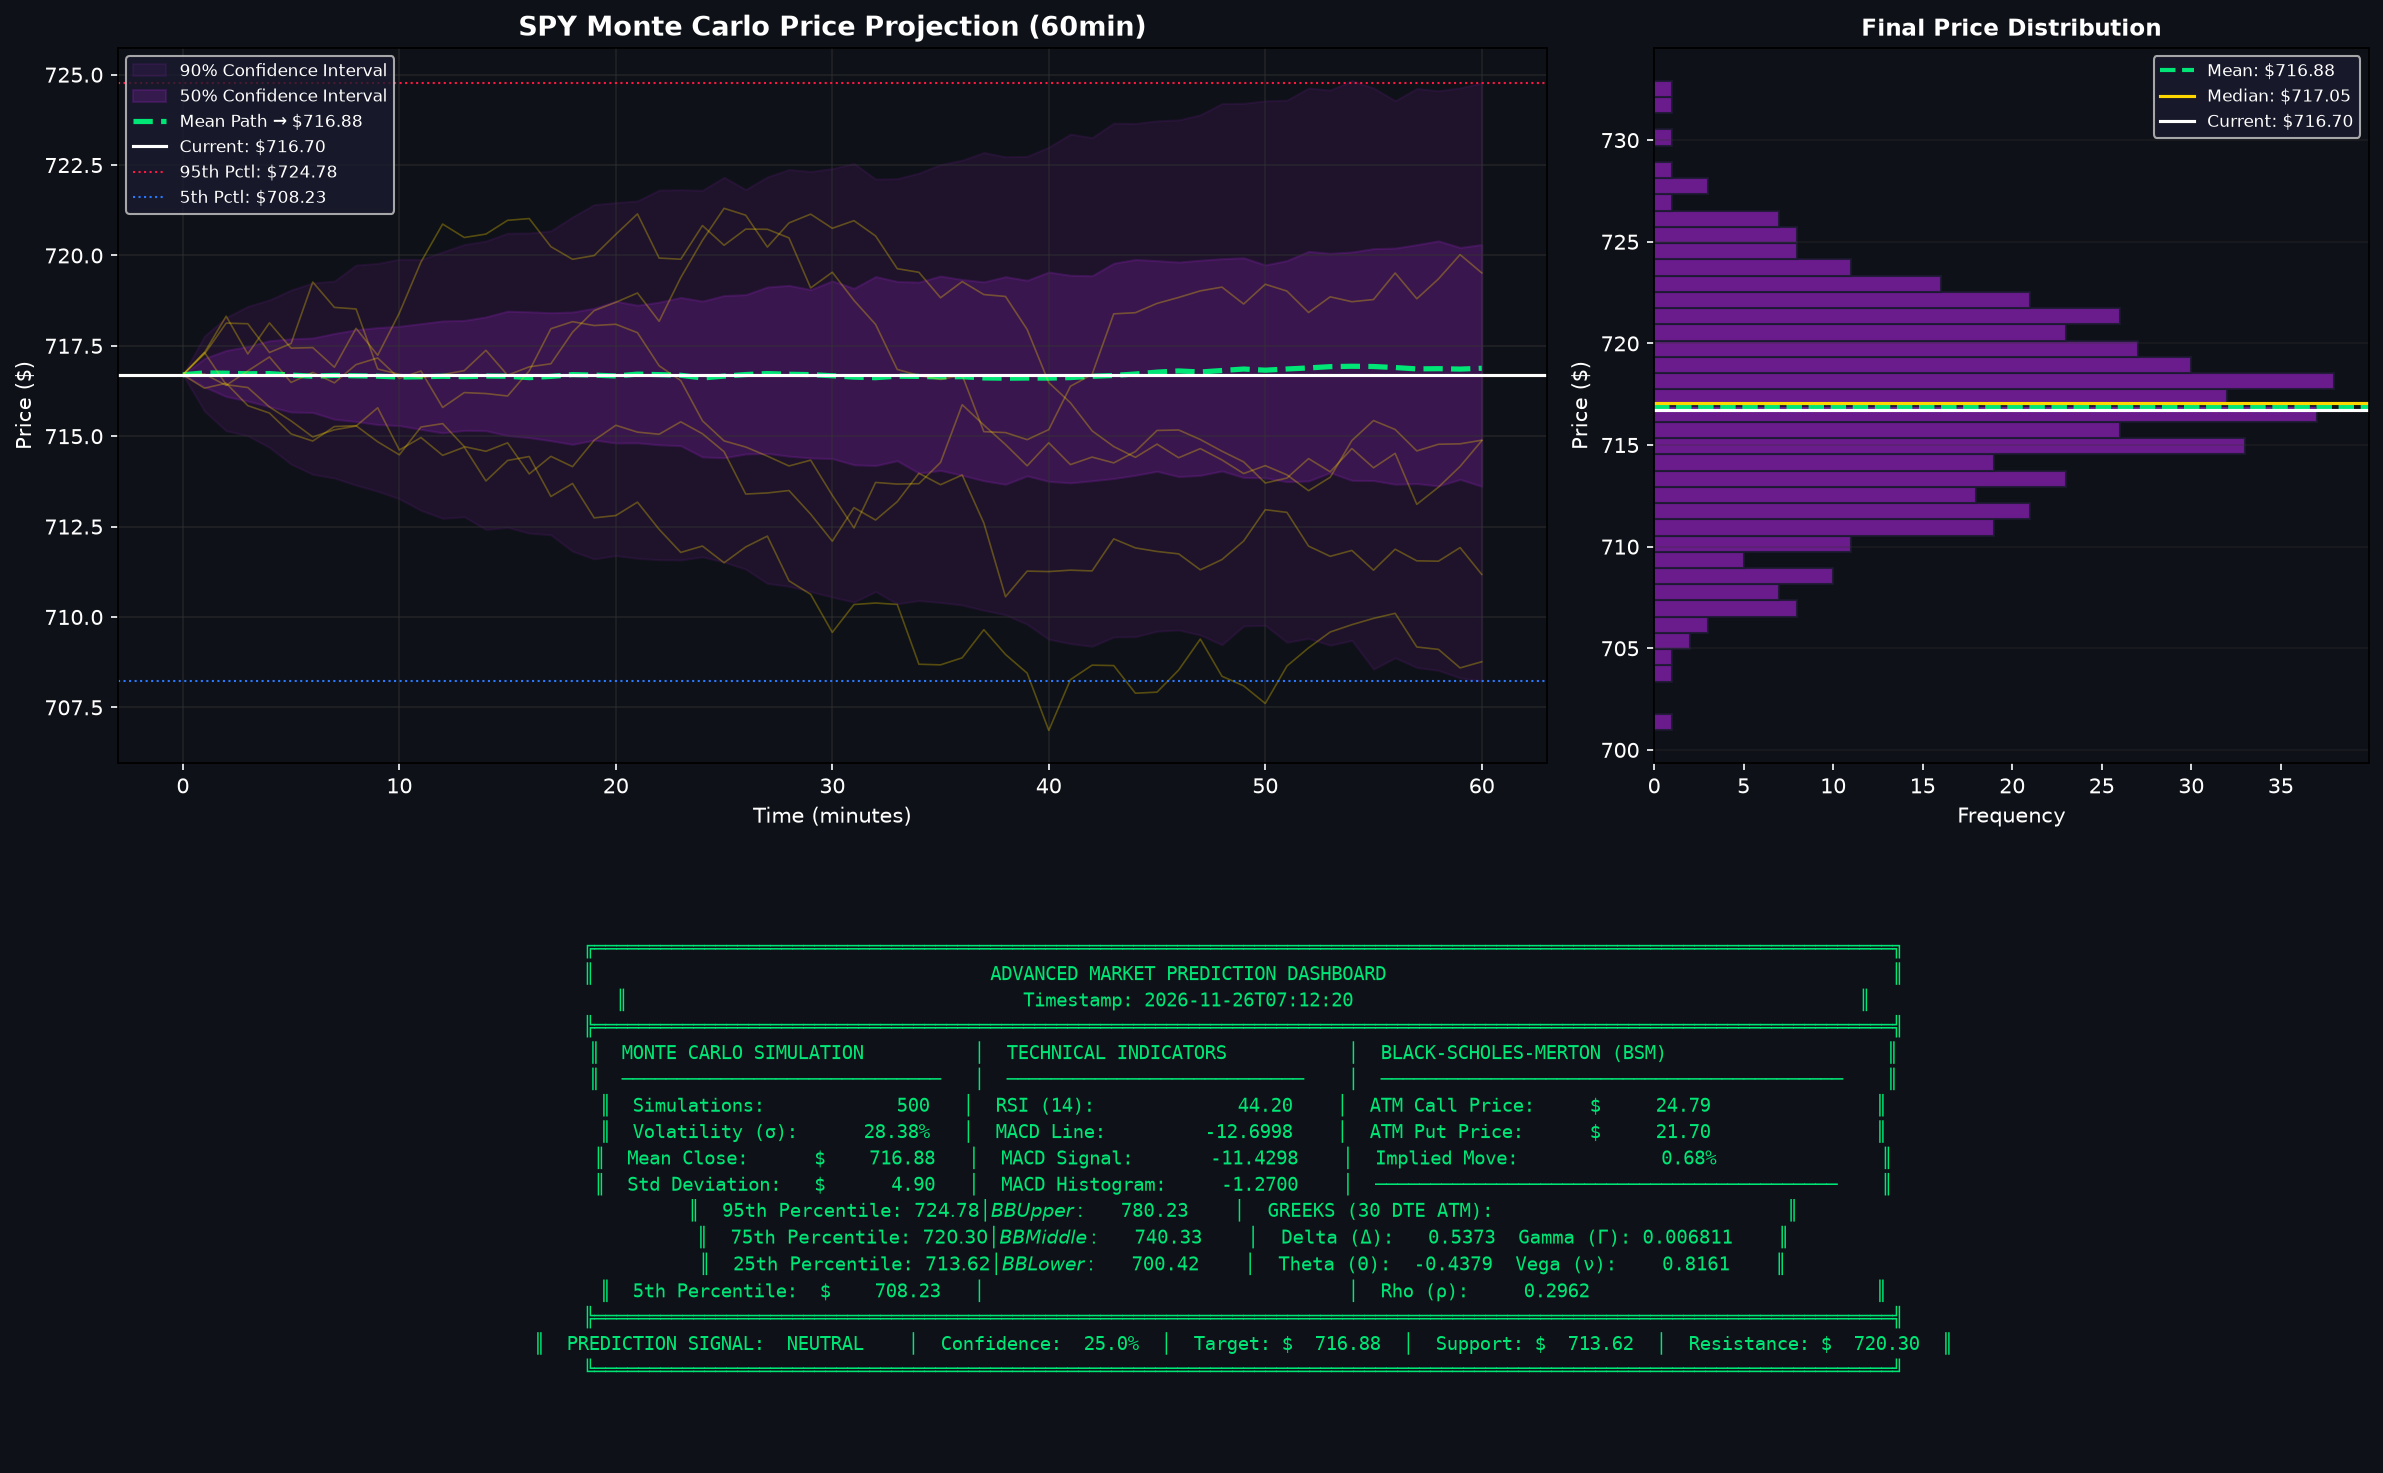 SPY Monte Carlo Price Projection (60min)
90% Confidence Interval
50% Confidence Interval
Mean Path → $716.88
Current: $716.70
95th Pctl: $724.78
5th Pctl: $708.23
Price ($)
725.0
722.5
720.0
717.5
715.0
712.5
710.0
707.5
0 10 20 30 40 50 60
Time (minutes)
Final Price Distribution
Mean: $716.88
Median: $717.05
Current: $716.70
Price ($)
730
725
720
715
710
705
700
0 5 10 15 20 25 30 35
Frequency
ADVANCED MARKET PREDICTION DASHBOARD
Timestamp: 2026-11-26T07:12:20
MONTE CARLO SIMULATION │ TECHNICAL INDICATORS │ BLACK-SCHOLES-MERTON (BSM)
Simulations: 500 │ RSI (14): 44.20 │ ATM Call Price: $ 24.79
Volatility (σ): 28.38% │ MACD Line: -12.6998 │ ATM Put Price: $ 21.70
Mean Close: $ 716.88 │ MACD Signal: -11.4298 │ Implied Move: 0.68%
Std Deviation: $ 4.90 │ MACD Histogram: -1.2700 │
95th Percentile: 724.78│BBUpper: 780.23 │ GREEKS (30 DTE ATM):
75th Percentile: 720.30│BBMiddle: 740.33 │ Delta (Δ): 0.5373 Gamma (Γ): 0.006811
25th Percentile: 713.62│BBLower: 700.42 │ Theta (Θ): -0.4379 Vega (ν): 0.8161
5th Percentile: $ 708.23 │ │ Rho (ρ): 0.2962
PREDICTION SIGNAL: NEUTRAL │ Confidence: 25.0% │ Target: $ 716.88 │ Support: $ 713.62 │ Resistance: $ 720.30